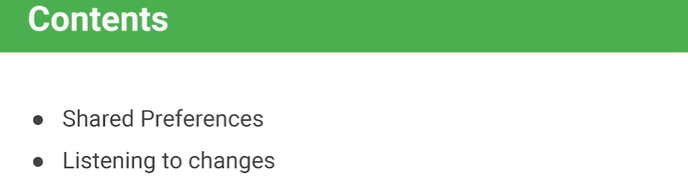 Contents
● Shared Preferences
● Listening to changes